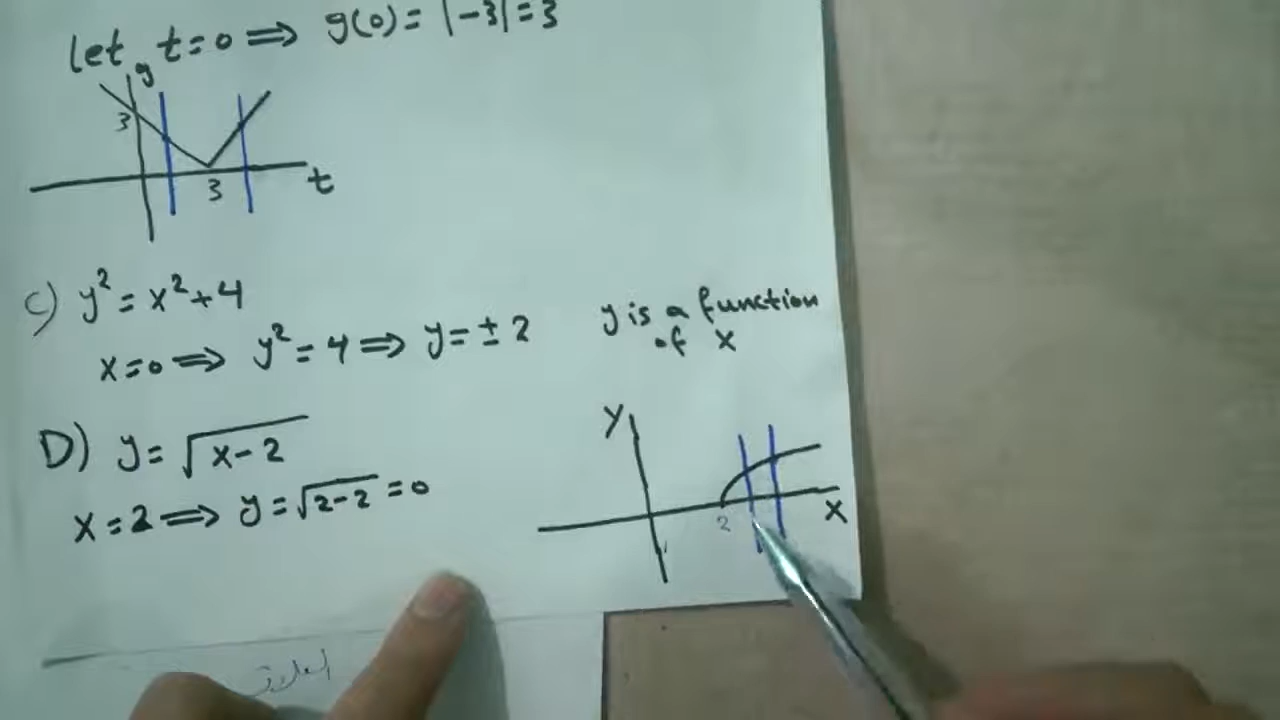 let t=0 ⟹ g(0) = |-3| = 3
g
3
3
t
C) y² = x² + 4
x=0 ⟹ y² = 4 ⟹ y = ± 2
y is a function
of x
D) y = √(x-2)
x = 2 ⟹ y = √(2-2) = 0
y
2
x